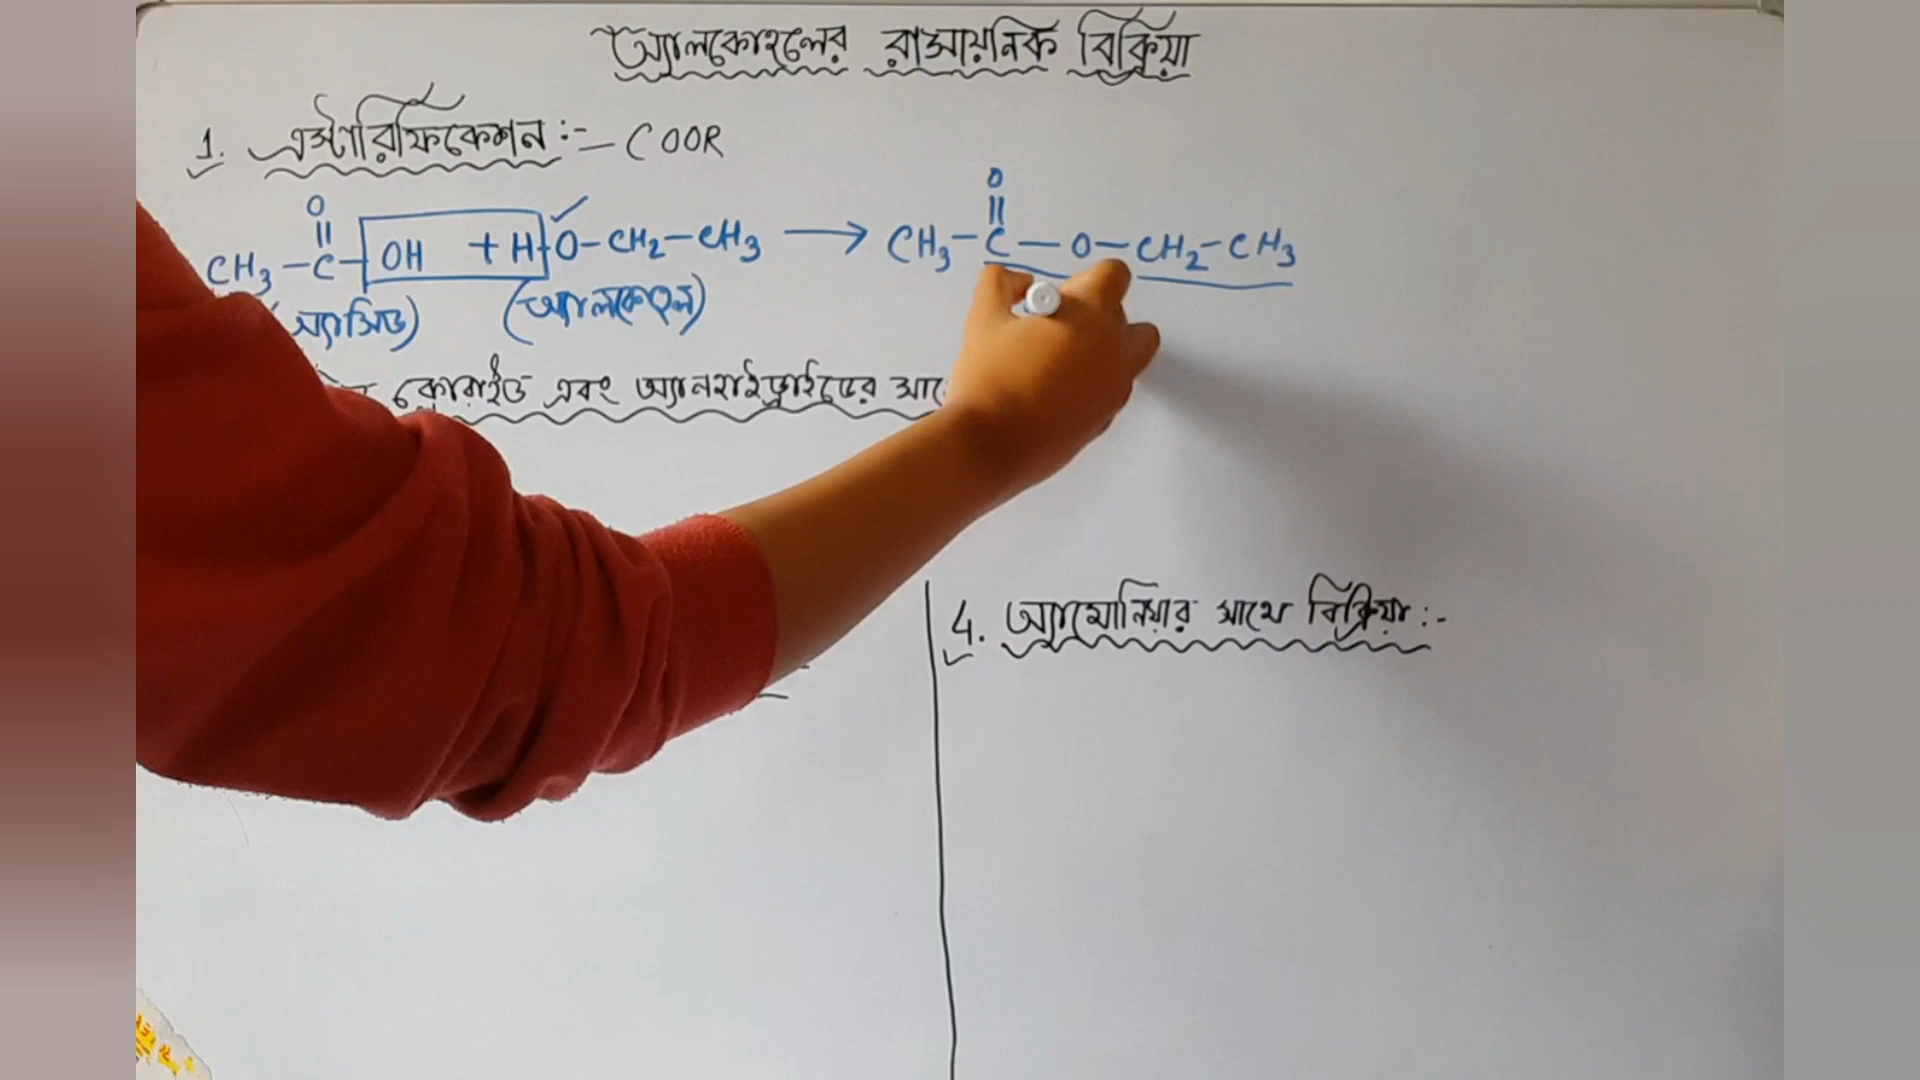 অ্যালকোহলের রাসায়নিক বিক্রিয়া
1. এস্টারিফিকেশন :- – COOR
O O
CH3 – C – OH + H – O – CH2 – CH3 ⟶ CH3 – C – O – CH2 – CH3
অ্যাসিড) (অ্যালকোহল)
ক্লোরাইড এবং অ্যানহাইড্রাইডের
4. অ্যামোনিয়ার সাথে বিক্রিয়া :-